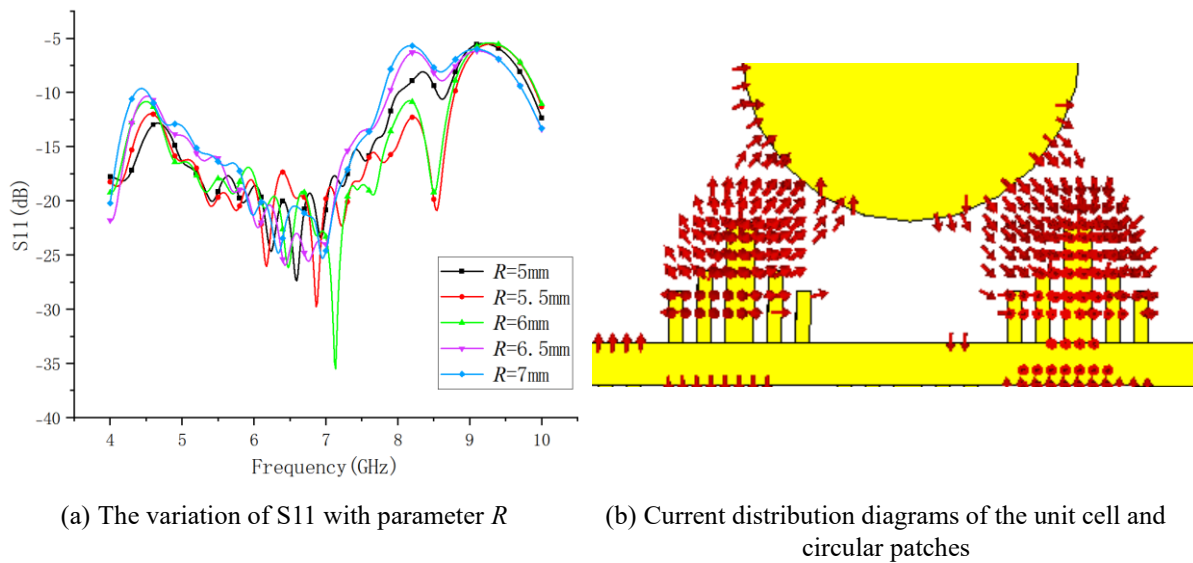 -5
-10
-15
-20
-25
-30
-35
-40
S11(dB)
4 5 6 7 8 9 10
Frequency(GHz)
R=5mm
R=5.5mm
R=6mm
R=6.5mm
R=7mm
(a) The variation of S11 with parameter R
(b) Current distribution diagrams of the unit cell and
circular patches